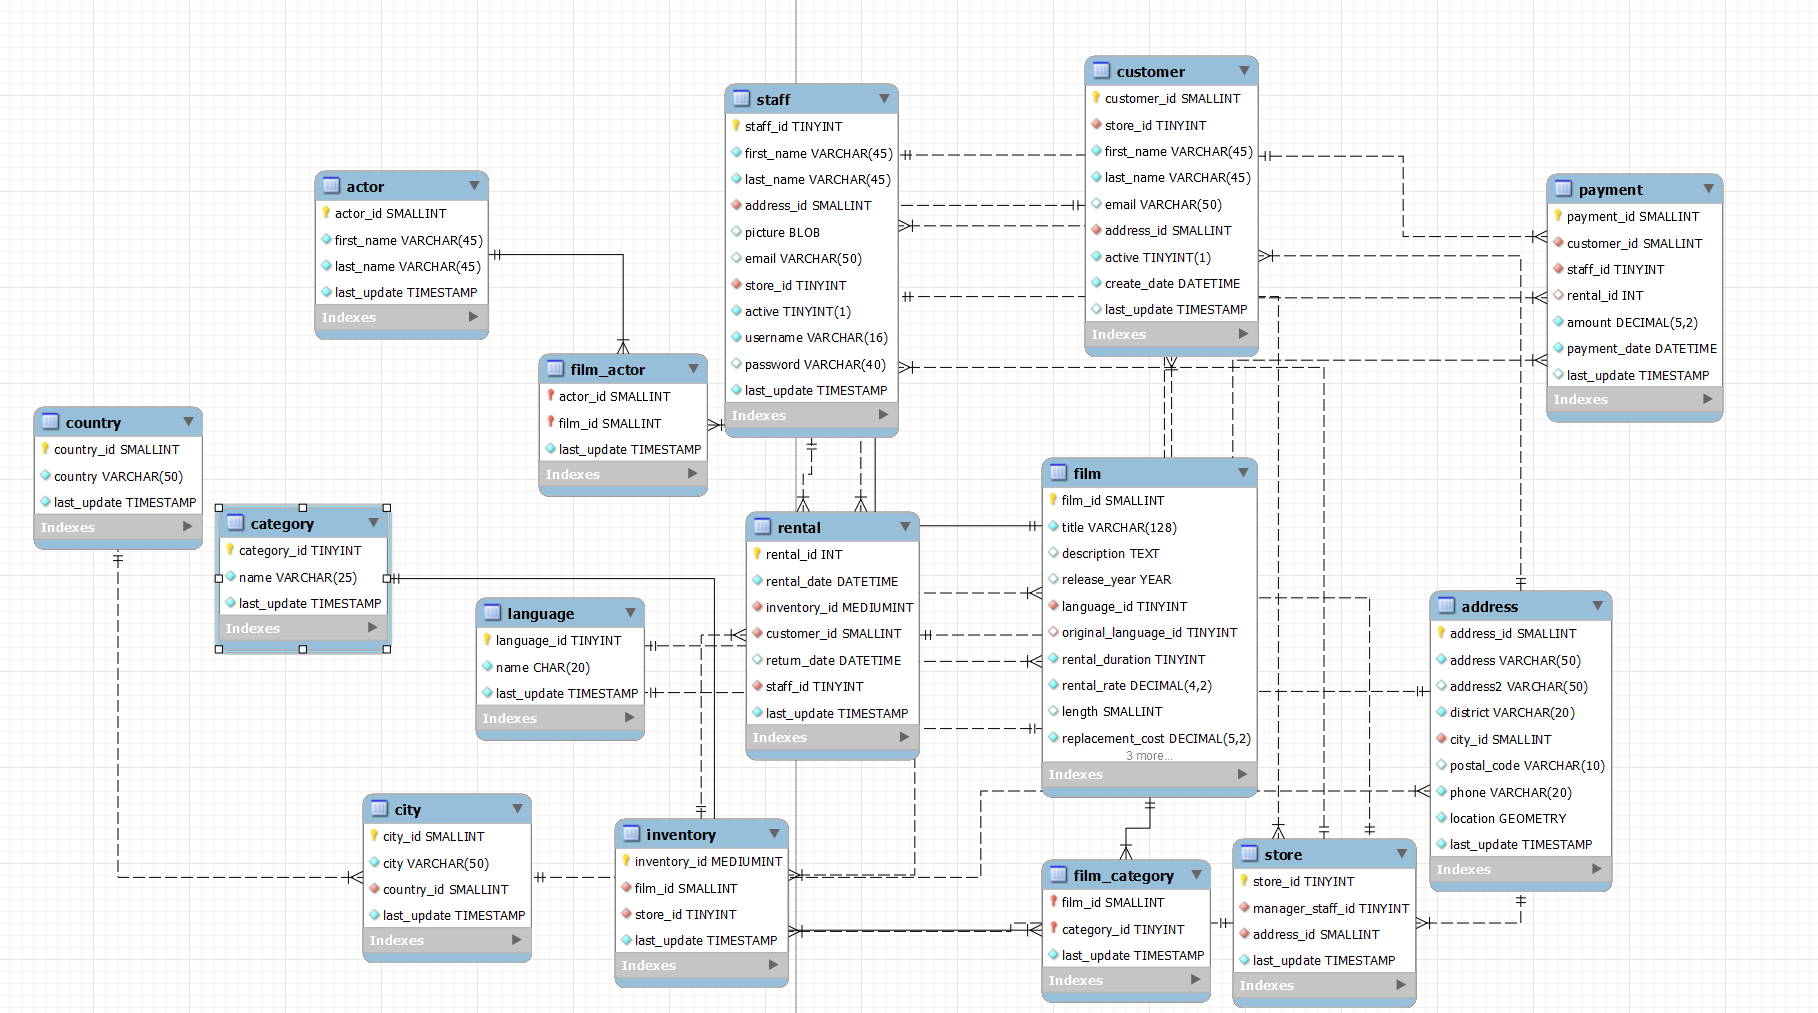 customer
customer_id SMALLINT
store_id TINYINT
first_name VARCHAR(45)
last_name VARCHAR(45)
email VARCHAR(50)
address_id SMALLINT
active TINYINT(1)
create_date DATETIME
last_update TIMESTAMP
Indexes
staff
staff_id TINYINT
first_name VARCHAR(45)
last_name VARCHAR(45)
address_id SMALLINT
picture BLOB
email VARCHAR(50)
store_id TINYINT
active TINYINT(1)
username VARCHAR(16)
password VARCHAR(40)
last_update TIMESTAMP
Indexes
actor
actor_id SMALLINT
first_name VARCHAR(45)
last_name VARCHAR(45)
last_update TIMESTAMP
Indexes
payment
payment_id SMALLINT
customer_id SMALLINT
staff_id TINYINT
rental_id INT
amount DECIMAL(5,2)
payment_date DATETIME
last_update TIMESTAMP
Indexes
film_actor
actor_id SMALLINT
film_id SMALLINT
last_update TIMESTAMP
Indexes
country
country_id SMALLINT
country VARCHAR(50)
last_update TIMESTAMP
Indexes
category
category_id TINYINT
name VARCHAR(25)
last_update TIMESTAMP
Indexes
language
language_id TINYINT
name CHAR(20)
last_update TIMESTAMP
Indexes
rental
rental_id INT
rental_date DATETIME
inventory_id MEDIUMINT
customer_id SMALLINT
return_date DATETIME
staff_id TINYINT
last_update TIMESTAMP
Indexes
film
film_id SMALLINT
title VARCHAR(128)
description TEXT
release_year YEAR
language_id TINYINT
original_language_id TINYINT
rental_duration TINYINT
rental_rate DECIMAL(4,2)
length SMALLINT
replacement_cost DECIMAL(5,2)
3 more...
Indexes
address
address_id SMALLINT
address VARCHAR(50)
address2 VARCHAR(50)
district VARCHAR(20)
city_id SMALLINT
postal_code VARCHAR(10)
phone VARCHAR(20)
location GEOMETRY
last_update TIMESTAMP
Indexes
city
city_id SMALLINT
city VARCHAR(50)
country_id SMALLINT
last_update TIMESTAMP
Indexes
inventory
inventory_id MEDIUMINT
film_id SMALLINT
store_id TINYINT
last_update TIMESTAMP
Indexes
film_category
film_id SMALLINT
category_id TINYINT
last_update TIMESTAMP
Indexes
store
store_id TINYINT
manager_staff_id TINYINT
address_id SMALLINT
last_update TIMESTAMP
Indexes